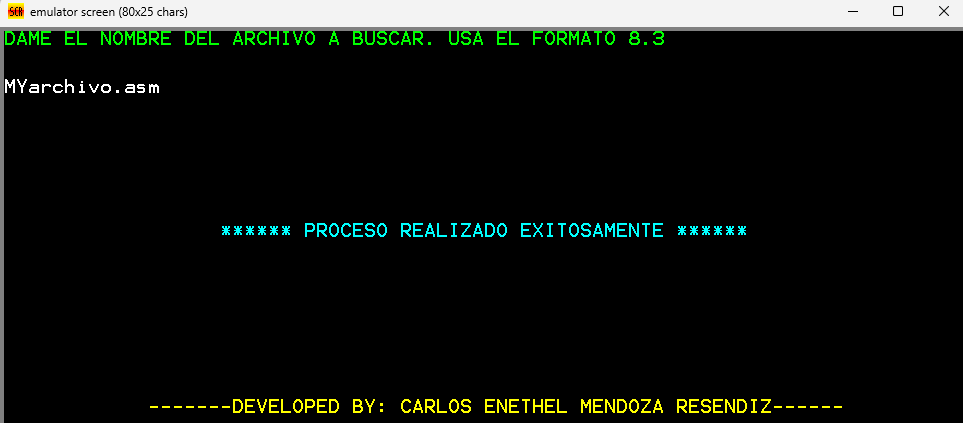 SCR emulator screen (80x25 chars)
DAME EL NOMBRE DEL ARCHIVO A BUSCAR. USA EL FORMATO 8.3
MYarchivo.asm
****** PROCESO REALIZADO EXITOSAMENTE ******
-------DEVELOPED BY: CARLOS ENETHEL MENDOZA RESENDIZ------